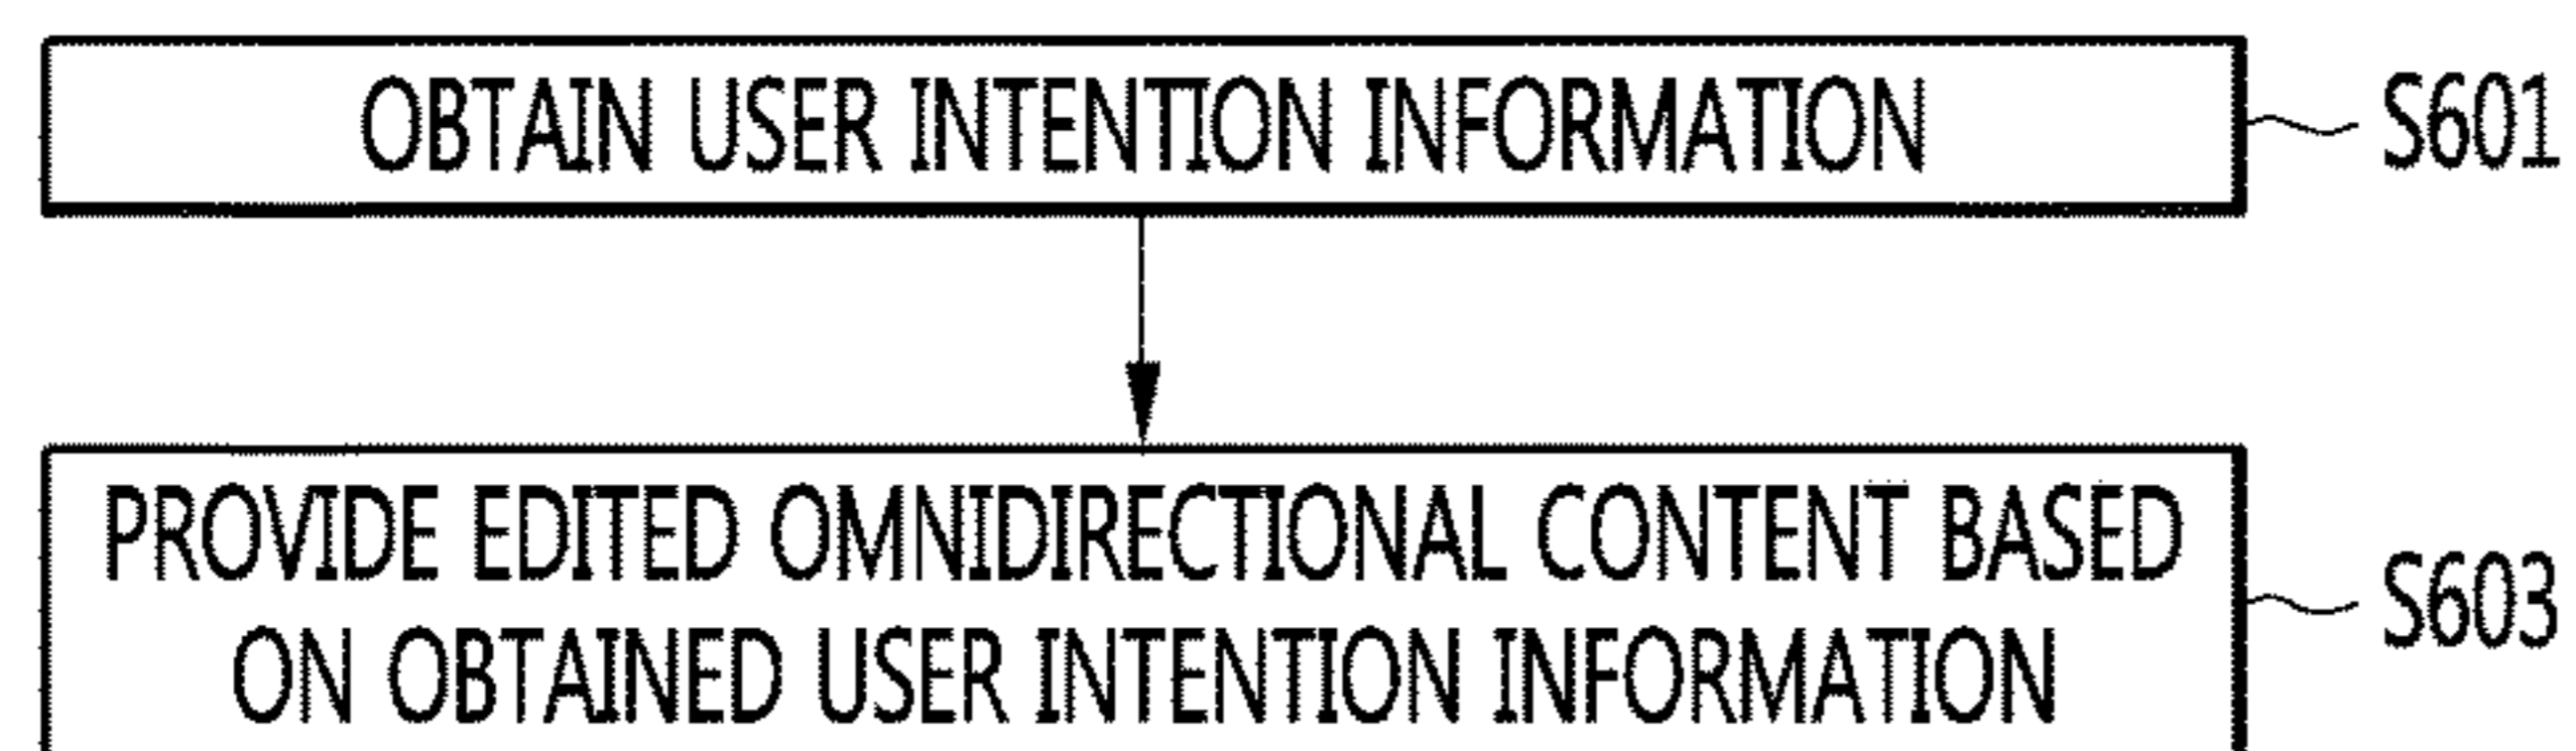 OBTAIN USER INTENTION INFORMATION
S601
PROVIDE EDITED OMNIDIRECTIONAL CONTENT BASED
ON OBTAINED USER INTENTION INFORMATION
S603